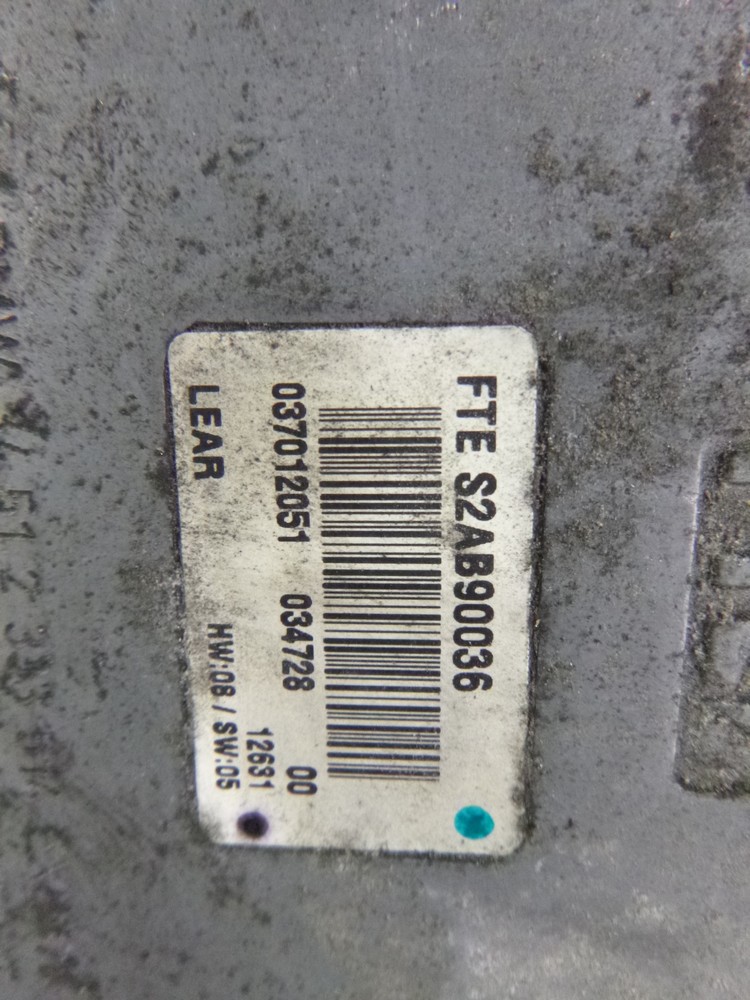 FTE S2AB90036
037012051 034728 00
12631
LEAR HW:08 / SW:05